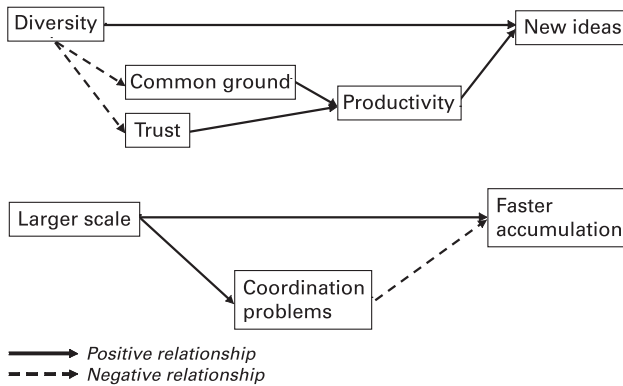 Diversity
New ideas
Common ground
Productivity
Trust
Larger scale
Faster
accumulation
Coordination
problems
Positive relationship
Negative relationship